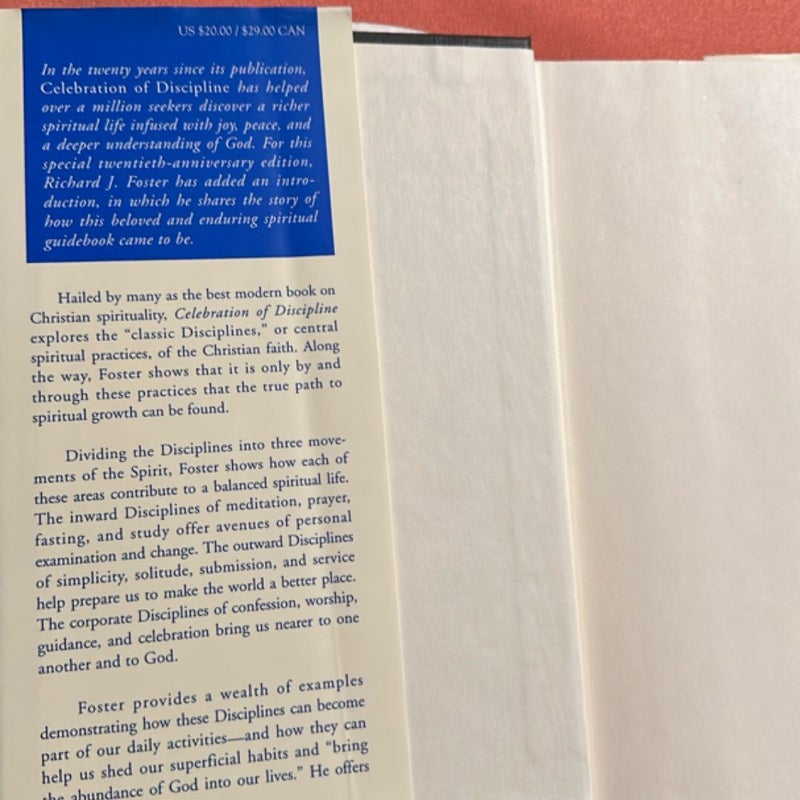 US $20.00 / $29.00 CAN
In the twenty years since its publication,
Celebration of Discipline has helped
over a million seekers discover a richer
spiritual life infused with joy, peace, and
a deeper understanding of God. For this
special twentieth-anniversary edition,
Richard J. Foster has added an intro-
duction, in which he shares the story of
how this beloved and enduring spiritual
guidebook came to be.
Hailed by many as the best modern book on
Christian spirituality, Celebration of Discipline
explores the “classic Disciplines,” or central
spiritual practices, of the Christian faith. Along
the way, Foster shows that it is only by and
through these practices that the true path to
spiritual growth can be found.
Dividing the Disciplines into three move-
ments of the Spirit, Foster shows how each of
these areas contribute to a balanced spiritual life.
The inward Disciplines of meditation, prayer,
fasting, and study offer avenues of personal
examination and change. The outward Disciplines
of simplicity, solitude, submission, and service
help prepare us to make the world a better place.
The corporate Disciplines of confession, worship,
guidance, and celebration bring us nearer to one
another and to God.
Foster provides a wealth of examples
demonstrating how these Disciplines can become
part of our daily activities—and how they can
help us shed our superficial habits and “bring
the abundance of God into our lives.” He offers